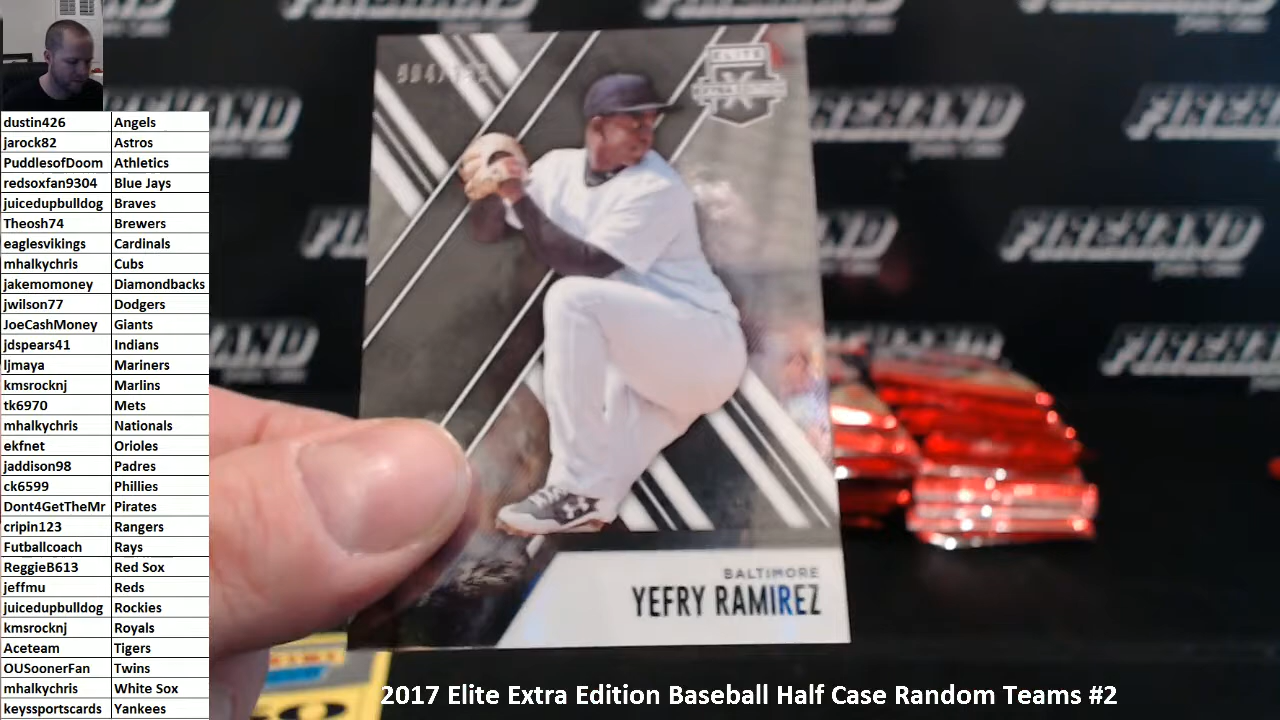 dustin426 Angels
jarock82 Astros
PuddlesofDoom Athletics
redsoxfan9304 Blue Jays
juicedupbulldog Braves
Theosh74 Brewers
eaglesvikings Cardinals
mhalkychris Cubs
jakemomoney Diamondbacks
jwilson77 Dodgers
JoeCashMoney Giants
jdspears41 Indians
ljmaya Mariners
kmsrocknj Marlins
tk6970 Mets
mhalkychris Nationals
ekfnet Orioles
jaddison98 Padres
ck6599 Phillies
Dont4GetTheMr Pirates
cripin123 Rangers
Futballcoach Rays
ReggieB613 Red Sox
jeffmu Reds
juicedupbulldog Rockies
kmsrocknj Royals
Aceteam Tigers
OUSoonerFan Twins
mhalkychris White Sox
keyssportscards Yankees
ELITE
X
BALTIMORE
YEFRY RAMIREZ
FIREHAND
FIREHAND
2017 Elite Extra Edition Baseball Half Case Random Teams #2